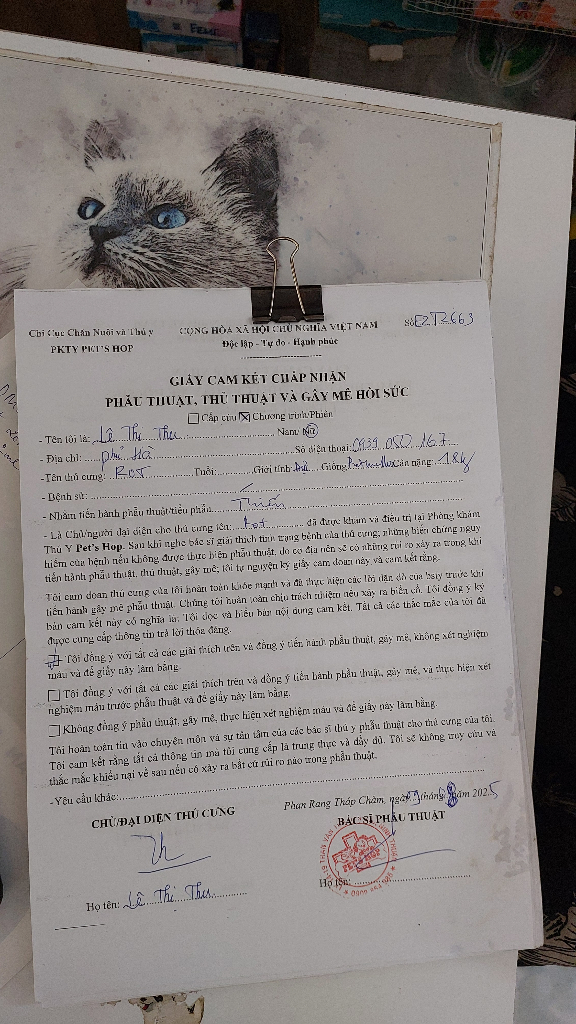 Chi Cục Chăn Nuôi và Thú y
PKTY PET'S HOP
CỘNG HÒA XÃ HỘI CHỦ NGHĨA VIỆT NAM
Độc lập - Tự do - Hạnh phúc
Số EZT2663
GIẤY CAM KẾT CHẤP NHẬN
PHẪU THUẬT, THỦ THUẬT VÀ GÂY MÊ HỒI SỨC
Cấp cứu Chương trình/Phiên
- Tên tôi là: Lê Thị Thu Nam/ Nữ
- Địa chỉ: phú Hà Số điện thoại: 0939 050 167
- Tên thú cưng: Tuổi: Giới tính: Giống: cân nặng: 18kg
- Bệnh sử:
- Nhằm tiến hành phẫu thuật/tiểu phẫu: Thiến
- Là Chủ/người đại diện cho thú cưng tên: đã được khám và điều trị tại Phòng khám
Thú Y Pet's Hop. Sau khi nghe bác sĩ giải thích tình trạng bệnh của thú cưng, những biến chứng nguy
hiểm của bệnh nếu không được thực hiện phẫu thuật, do cơ địa nên sẽ có những rủi ro xảy ra trong khi
tiến hành phẫu thuật, thủ thuật, gây mê, tôi tự nguyện ký giấy cam đoan này và cam kết rằng.
Tôi cam đoan thú cưng của tôi hoàn toàn khỏe mạnh và đã thực hiện các lời dặn dò của bsty trước khi
tiến hành gây mê phẫu thuật. Chúng tôi hoàn toàn chịu trách nhiệm nếu xảy ra biến cố. Tôi đồng ý ký
bản cam kết này có nghĩa là: Tôi đọc và hiểu bản nội dung cam kết. Tất cả các thắc mắc của tôi đã
được cung cấp thông tin trả lời thỏa đáng.
Tôi đồng ý với tất cả các giải thích trên và đồng ý tiến hành phẫu thuật, gây mê, không xét nghiệm
máu và để giấy này làm bằng.
Tôi đồng ý với tất cả các giải thích trên và đồng ý tiến hành phẫu thuật, gây mê, và thực hiện xét
nghiệm máu trước phẫu thuật và để giấy này làm bằng.
Không đồng ý phẫu thuật, gây mê, thực hiện xét nghiệm máu và để giấy này làm bằng.
Tôi hoàn toàn tin vào chuyên môn và sự tận tâm của các bác sĩ thú y phẫu thuật cho thú cưng của tôi.
Tôi cam kết rằng tất cả thông tin mà tôi cung cấp là trung thực và đầy đủ. Tôi sẽ không truy cứu và
thắc mắc khiếu nại về sau nếu có xảy ra bất cứ rủi ro nào trong phẫu thuật.
-Yêu cầu khác:
Phan Rang Tháp Chàm, ngày tháng 8 năm 2025
CHỦ/ĐẠI DIỆN THÚ CƯNG
BÁC SĨ PHẪU THUẬT
Họ tên: Lê Thị Thu
Họ tên: